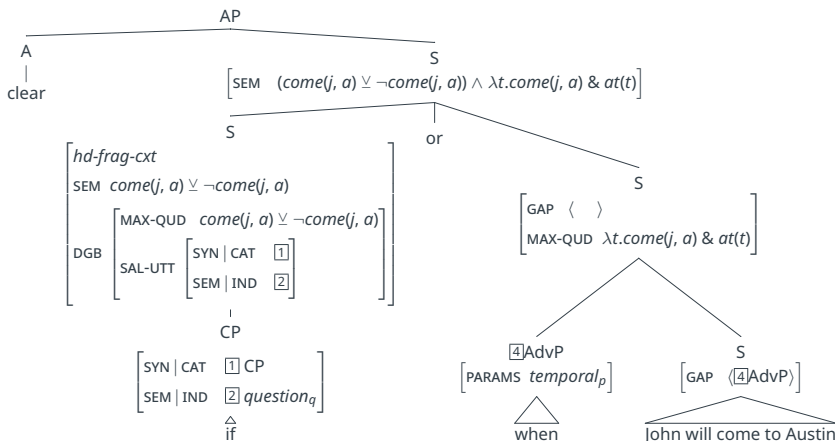 AP
A
S
clear
[SEM (come(j, a) ⊻ ¬come(j, a)) ∧ λt.come(j, a) & at(t)]
S
or
hd-frag-cxt
SEM come(j, a) ⊻ ¬come(j, a)
DGB
MAX-QUD come(j, a) ⊻ ¬come(j, a)
SAL-UTT
SYN | CAT 1
SEM | IND 2
S
GAP ⟨ ⟩
MAX-QUD λt.come(j, a) & at(t)
CP
SYN | CAT 1 CP
SEM | IND 2 question_q
if
4 AdvP
[PARAMS temporal_p]
when
S
[GAP ⟨4 AdvP⟩]
John will come to Austin